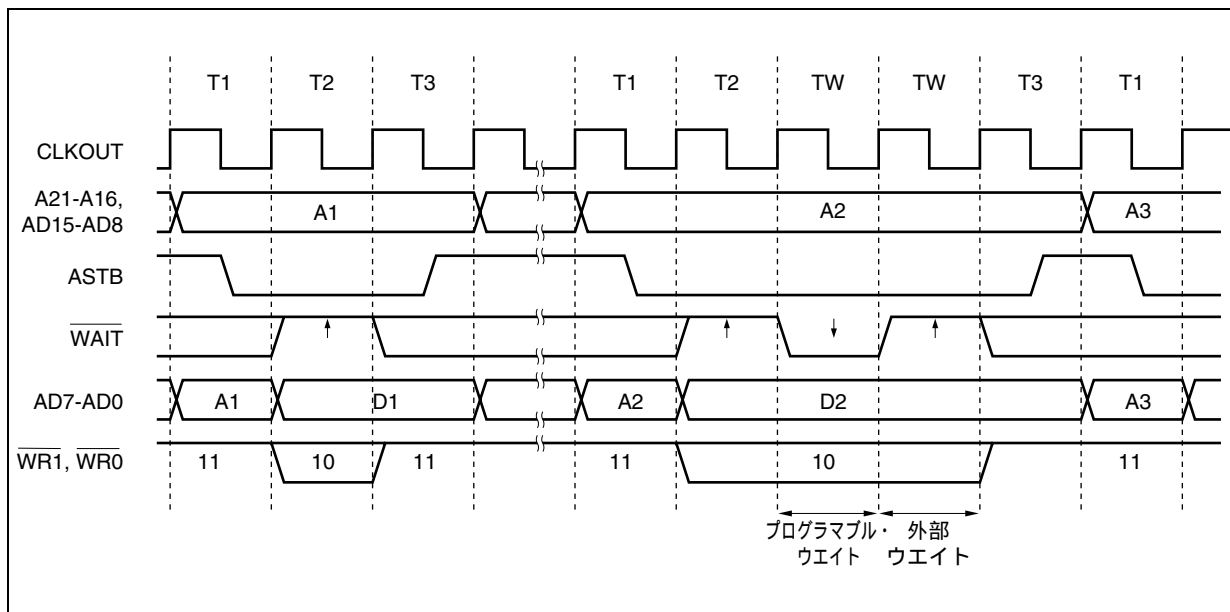 T1 T2 T3 T1 T2 TW TW T3 T1
CLKOUT
A21-A16,
AD15-AD8
A1 A2 A3
ASTB
WAIT
AD7-AD0 A1 D1 A2 D2 A3
WR1, WR0
11 10 11 11 10 11
プログラマブル・
ウエイト
外部
ウエイト